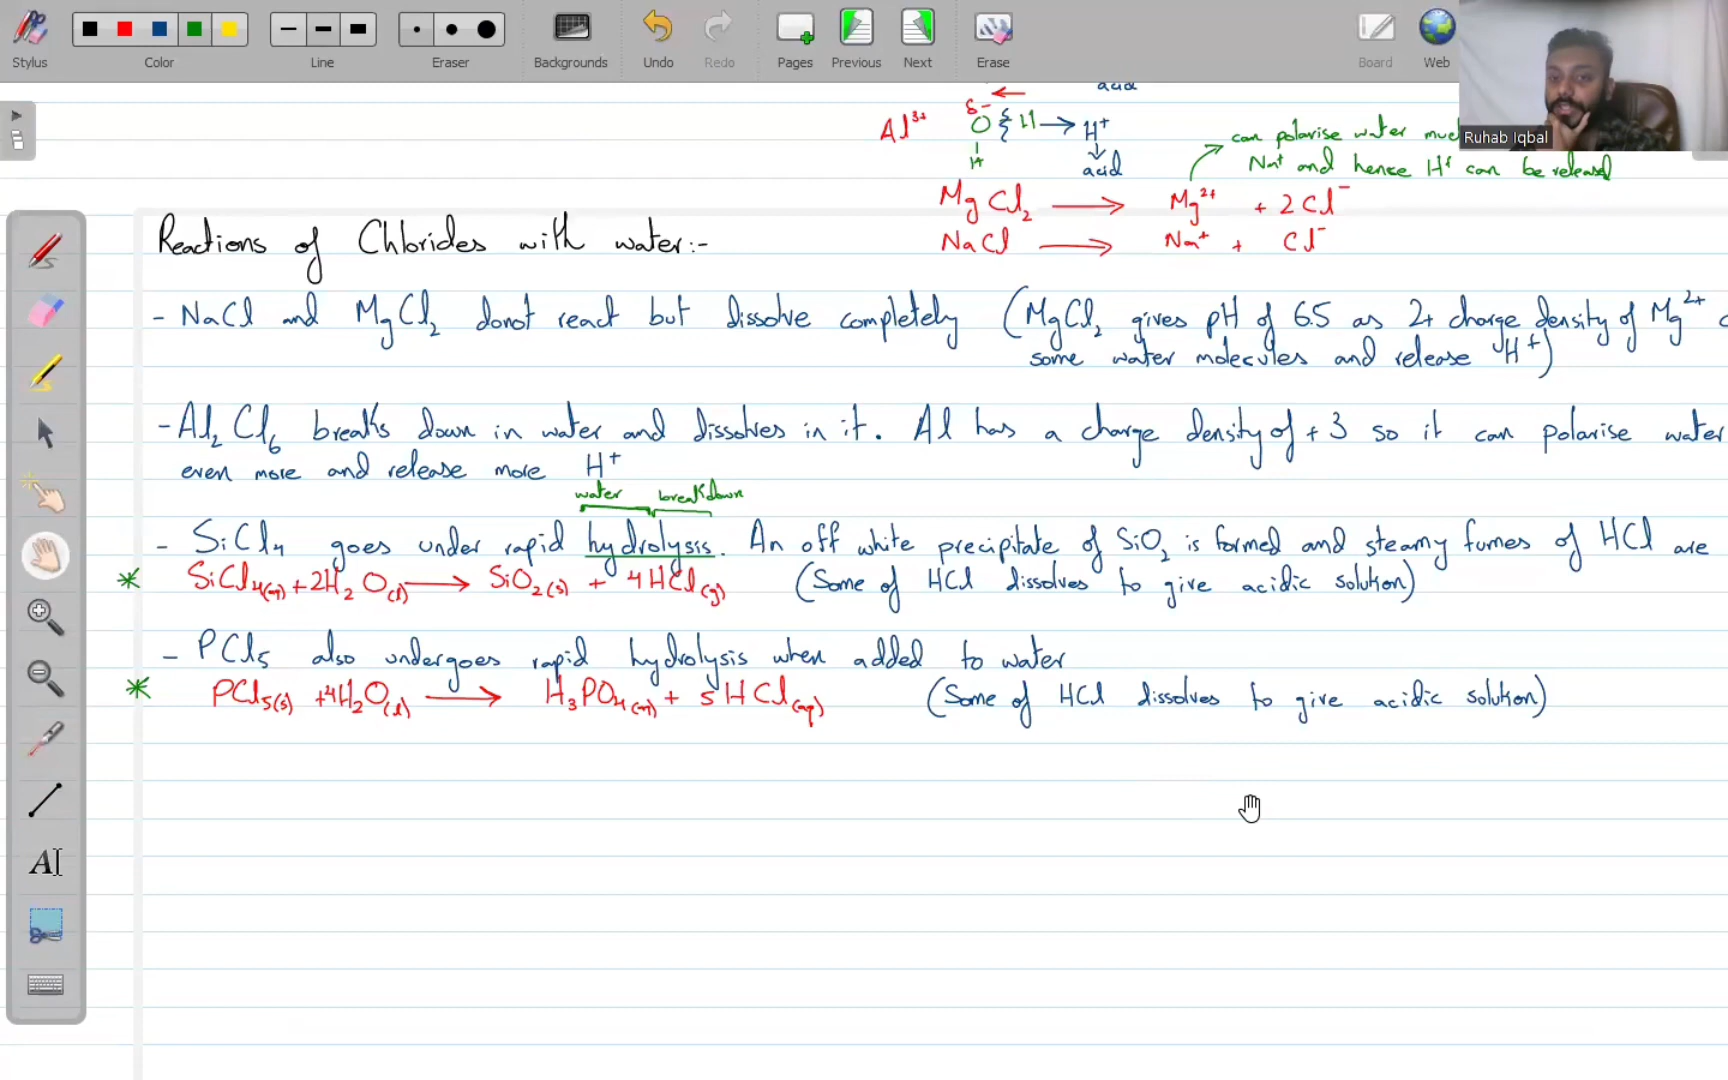 Stylus Color Line Eraser Backgrounds Undo Redo Pages Previous Next Erase Board Web
Ruhab Iqbal
acid
Al³⁺ δ- O H → H⁺
H
acid
can polarise water
Na⁺ and hence H⁺ can be released
MgCl₂ → Mg²⁺ + 2Cl⁻
NaCl → Na⁺ + Cl⁻
Reactions of Chlorides with water:-
- NaCl and MgCl₂ donot react but dissolve completely (MgCl₂ gives pH of 6.5 as 2+ charge density of Mg²⁺
some water molecules and release H⁺)
- Al₂Cl₆ breaks down in water and dissolves in it. Al has a charge density of +3 so it can polarise water
even more and release more H⁺
water breakdown
- SiCl₄ goes under rapid hydrolysis. An off white precipitate of SiO₂ is formed and steamy fumes of HCl are
* SiCl₄(aq) + 2H₂O(l) → SiO₂(s) + 4HCl(g) (Some of HCl dissolves to give acidic solution)
- PCl₅ also undergoes rapid hydrolysis when added to water
* PCl₅(s) + 4H₂O(l) → H₃PO₄(aq) + 5HCl(aq) (Some of HCl dissolves to give acidic solution)
AI